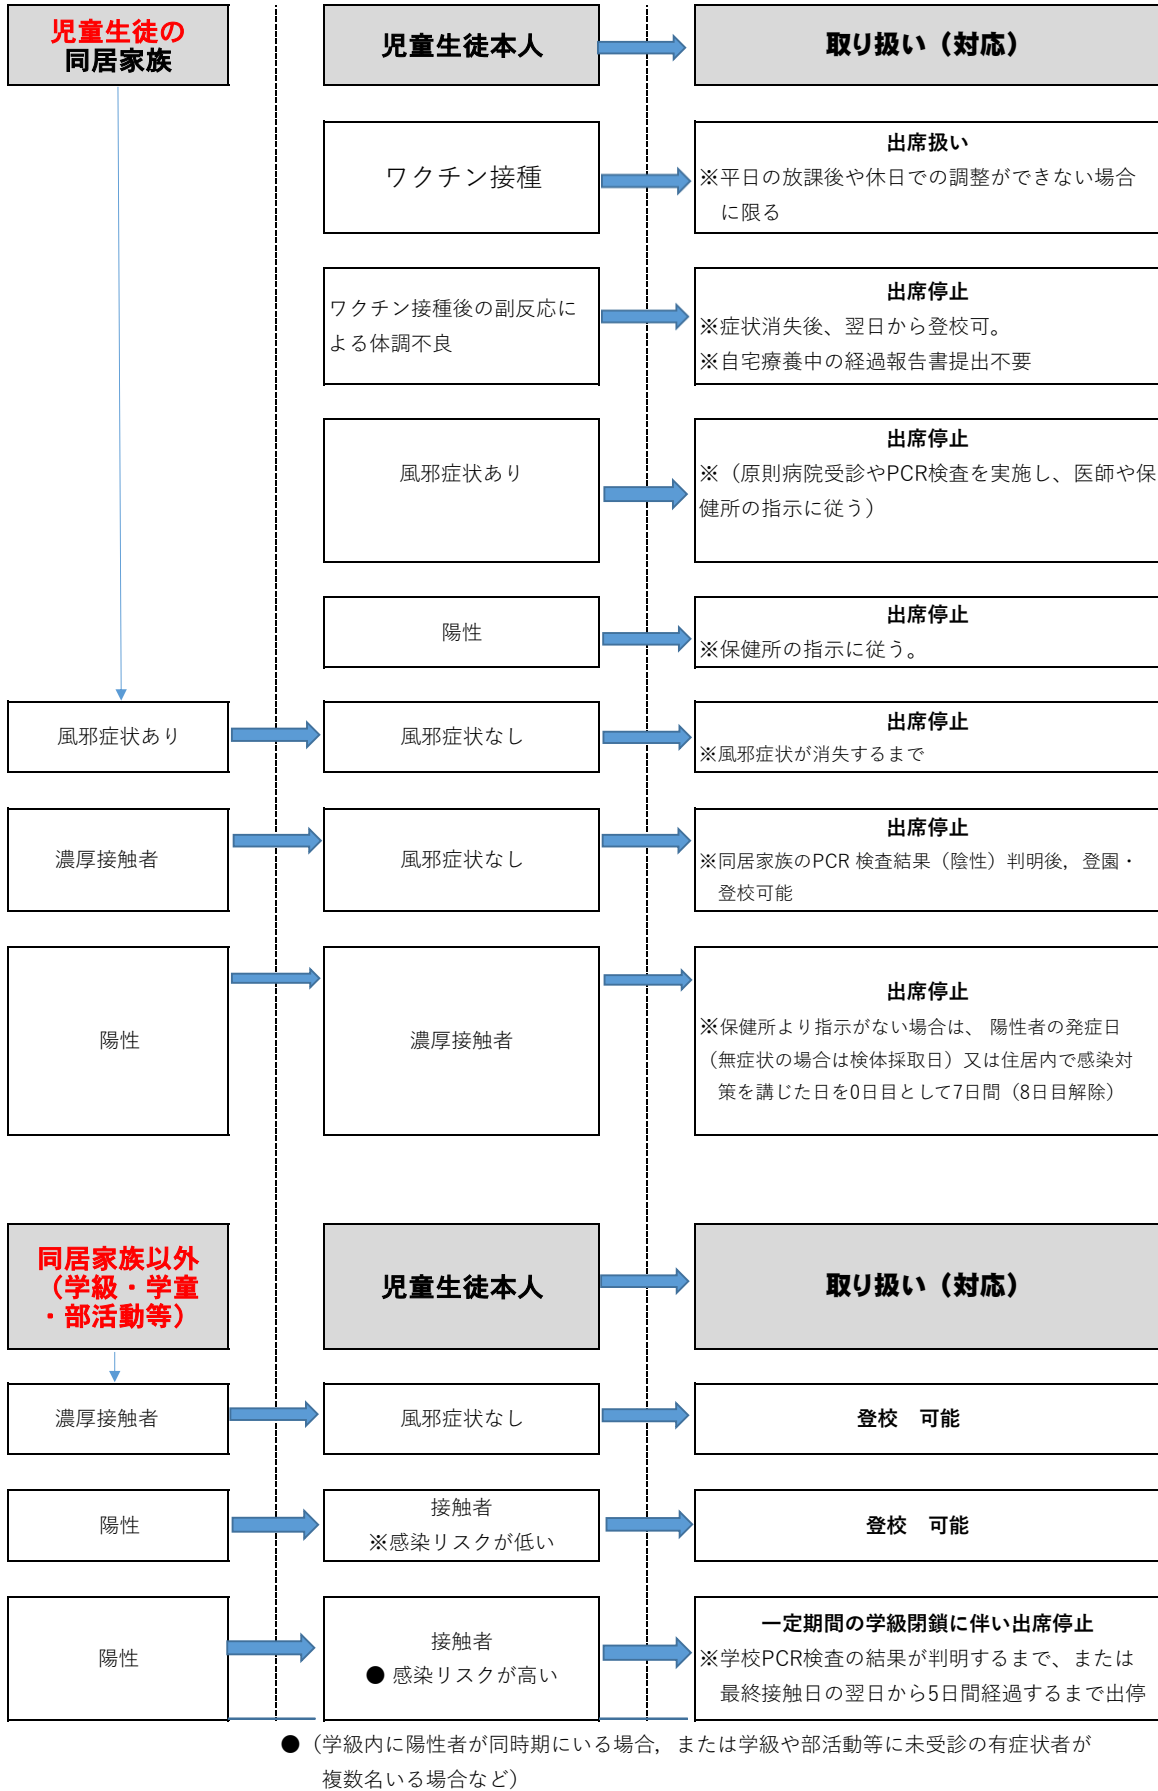 児童生徒の
同居家族
児童生徒本人
取り扱い（対応）
ワクチン接種
出席扱い
※平日の放課後や休日での調整ができない場合
に限る
ワクチン接種後の副反応に
よる体調不良
出席停止
※症状消失後、翌日から登校可。
※自宅療養中の経過報告書提出不要
風邪症状あり
出席停止
※（原則病院受診やPCR検査を実施し、医師や保
健所の指示に従う）
陽性
出席停止
※保健所の指示に従う。
風邪症状あり
風邪症状なし
出席停止
※風邪症状が消失するまで
濃厚接触者
風邪症状なし
出席停止
※同居家族のPCR 検査結果（陰性）判明後，登園・
登校可能
陽性
濃厚接触者
出席停止
※保健所より指示がない場合は、 陽性者の発症日
（無症状の場合は検体採取日）又は住居内で感染対
策を講じた日を0日目として7日間（8日目解除）
同居家族以外
（学級・学童
・部活動等）
児童生徒本人
取り扱い（対応）
濃厚接触者
風邪症状なし
登校　可能
陽性
接触者
※感染リスクが低い
登校　可能
陽性
接触者
● 感染リスクが高い
一定期間の学級閉鎖に伴い出席停止
※学校PCR検査の結果が判明するまで、または
最終接触日の翌日から5日間経過するまで出停
●（学級内に陽性者が同時期にいる場合，または学級や部活動等に未受診の有症状者が
複数名いる場合など）